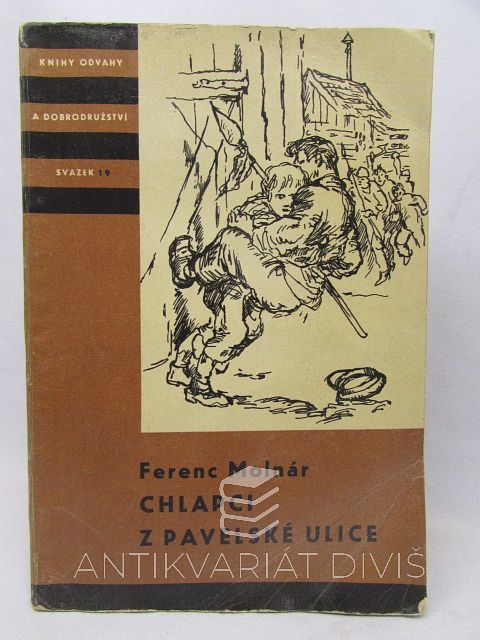 KNIHY ODVAHY
A DOBRODRUŽSTVÍ
SVAZEK 19
Ferenc Molnár
CHLAPCI
Z PAVELSKÉ ULICE
ANTIKVARIÁT DIVIŠ